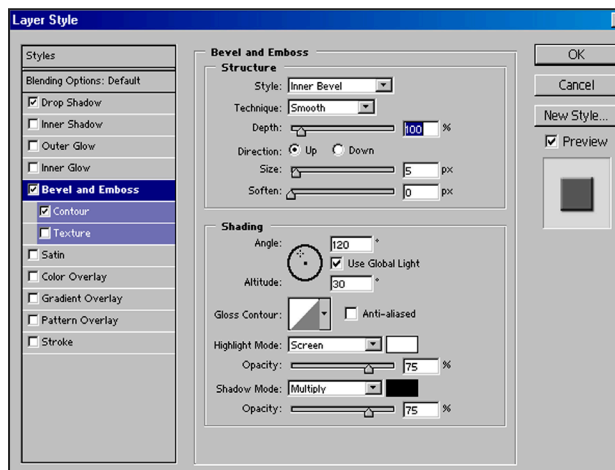 Layer Style
Styles
Blending Options: Default
Drop Shadow
Inner Shadow
Outer Glow
Inner Glow
Bevel and Emboss
Contour
Texture
Satin
Color Overlay
Gradient Overlay
Pattern Overlay
Stroke
Bevel and Emboss
Structure
Style: Inner Bevel
Technique: Smooth
Depth: 100 %
Direction: Up Down
Size: 5 px
Soften: 0 px
Shading
Angle: 120 °
Use Global Light
Altitude: 30 °
Gloss Contour: Anti-aliased
Highlight Mode: Screen
Opacity: 75 %
Shadow Mode: Multiply
Opacity: 75 %
OK
Cancel
New Style...
Preview